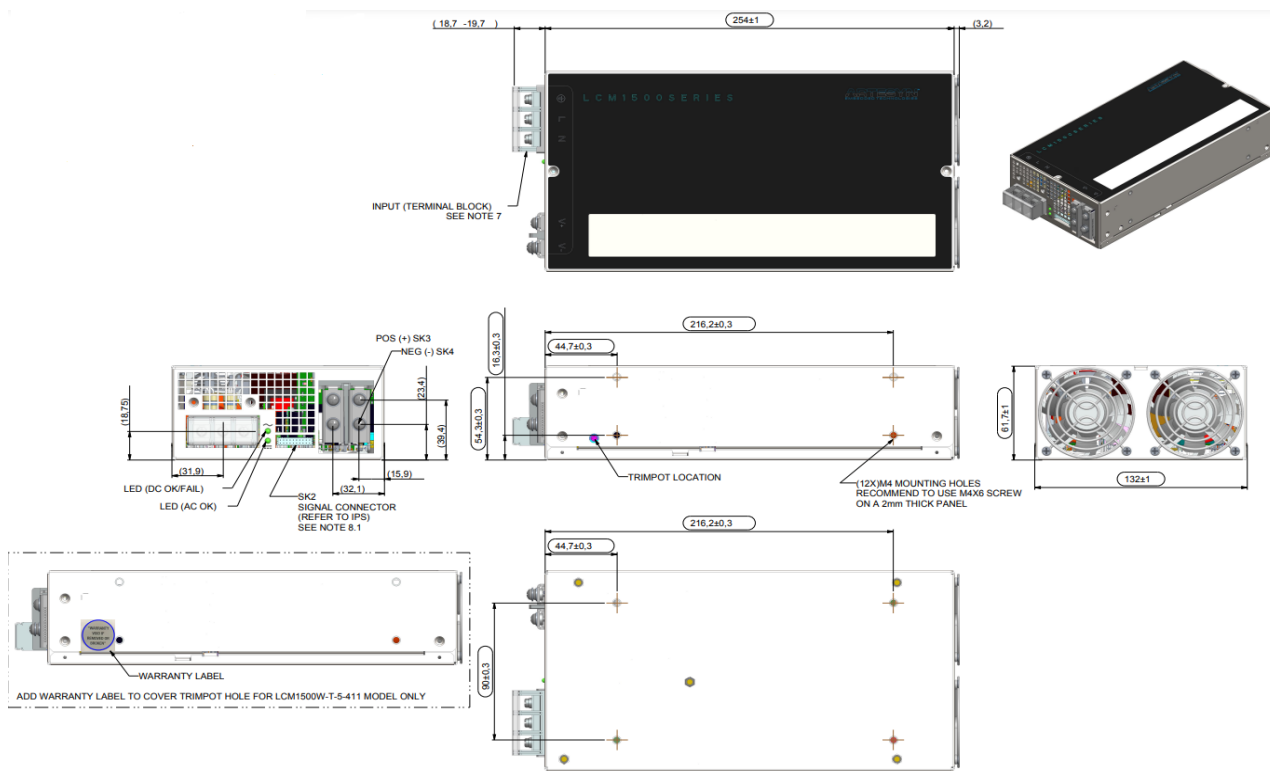 ( 18,7 -19,7 )
254±1
(3,2)
LCM1500SERIES
L
N
V+
V-
INPUT (TERMINAL BLOCK)
SEE NOTE 7
POS (+) SK3
NEG (-) SK4
(18,75)
(23,4)
(39,4)
(31,9)
(15,9)
(32,1)
LED (DC OK/FAIL)
LED (AC OK)
SK2
SIGNAL CONNECTOR
(REFER TO IPS)
SEE NOTE 8.1
216,2±0,3
44,7±0,3
16,3±0,3
54,3±0,3
TRIMPOT LOCATION
(12X)M4 MOUNTING HOLES
RECOMMEND TO USE M4X6 SCREW
ON A 2mm THICK PANEL
61,7±1
132±1
WARRANTY LABEL
ADD WARRANTY LABEL TO COVER TRIMPOT HOLE FOR LCM1500W-T-5-411 MODEL ONLY
216,2±0,3
44,7±0,3
90±0,3